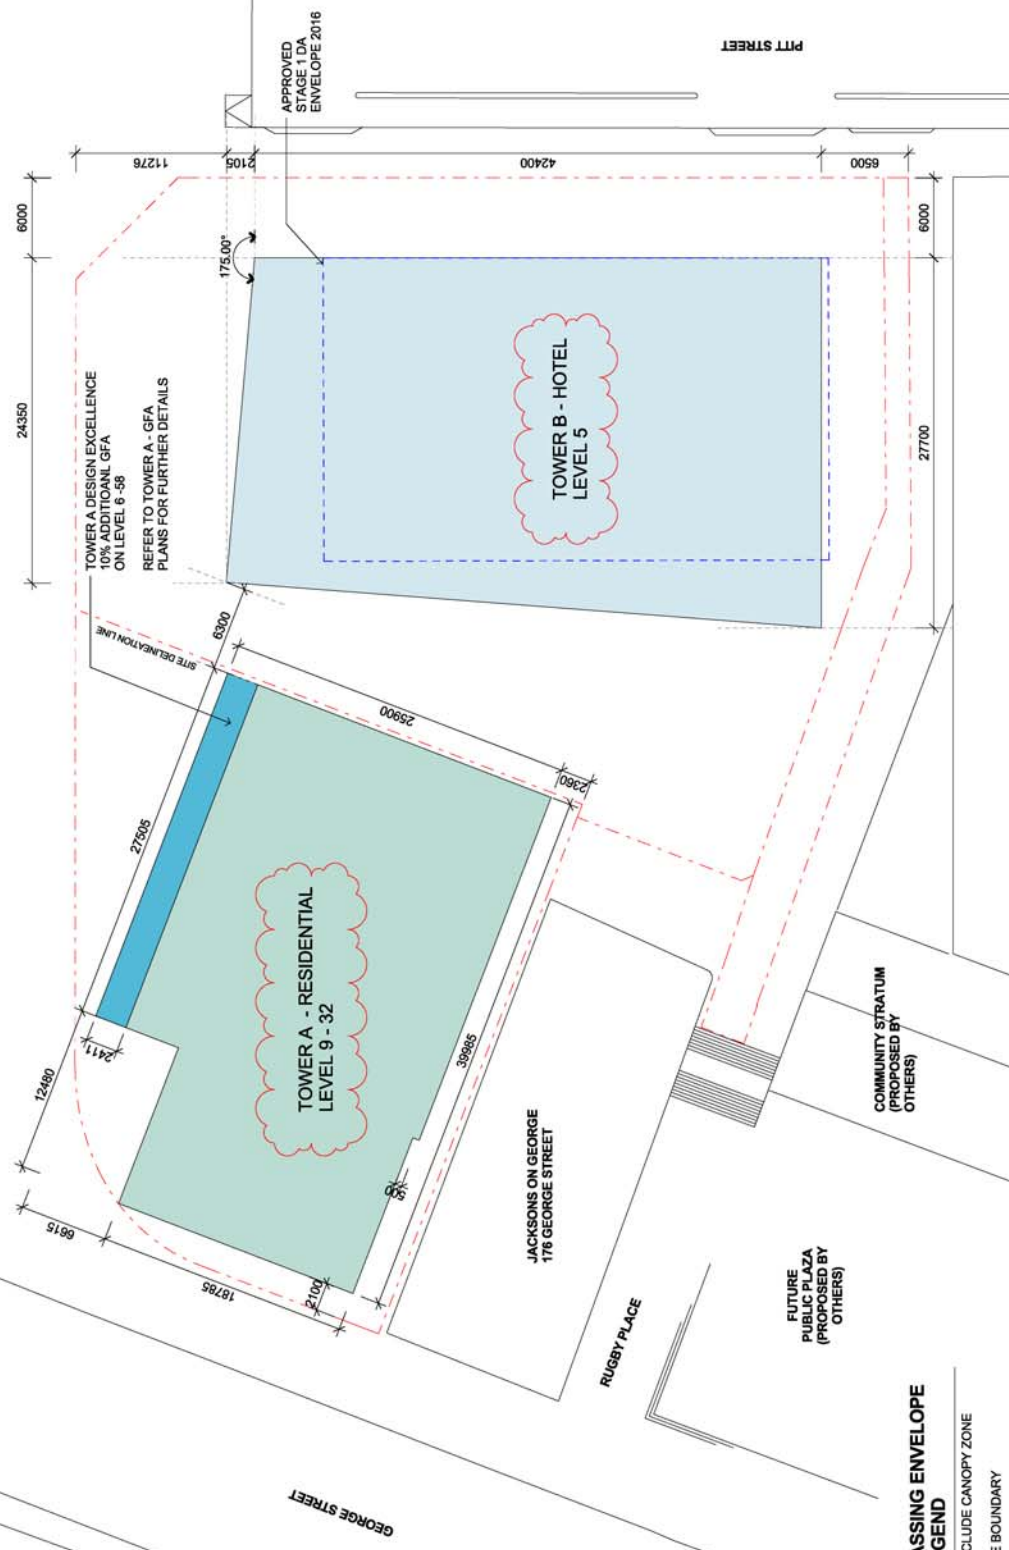 PITT STREET
APPROVED
STAGE 1 DA
ENVELOPE 2016
11276
2105
42400
6500
6000
6000
175.00°
24350
27700
TOWER A DESIGN EXCELLENCE
10% ADDITIOANL GFA
ON LEVEL 6 -58
REFER TO TOWER A - GFA
PLANS FOR FURTHER DETAILS
TOWER B - HOTEL
LEVEL 5
SITE DELINEATION LINE
6300
25900
2360
27505
2411
12480
TOWER A - RESIDENTIAL
LEVEL 9 - 32
39985
500
6615
18785
2100
JACKSONS ON GEORGE
176 GEORGE STREET
COMMUNITY STRATUM
(PROPOSED BY
OTHERS)
FUTURE
PUBLIC PLAZA
(PROPOSED BY
OTHERS)
RUGBY PLACE
GEORGE STREET
ASSING ENVELOPE
GEND
CLUDE CANOPY ZONE
E BOUNDARY